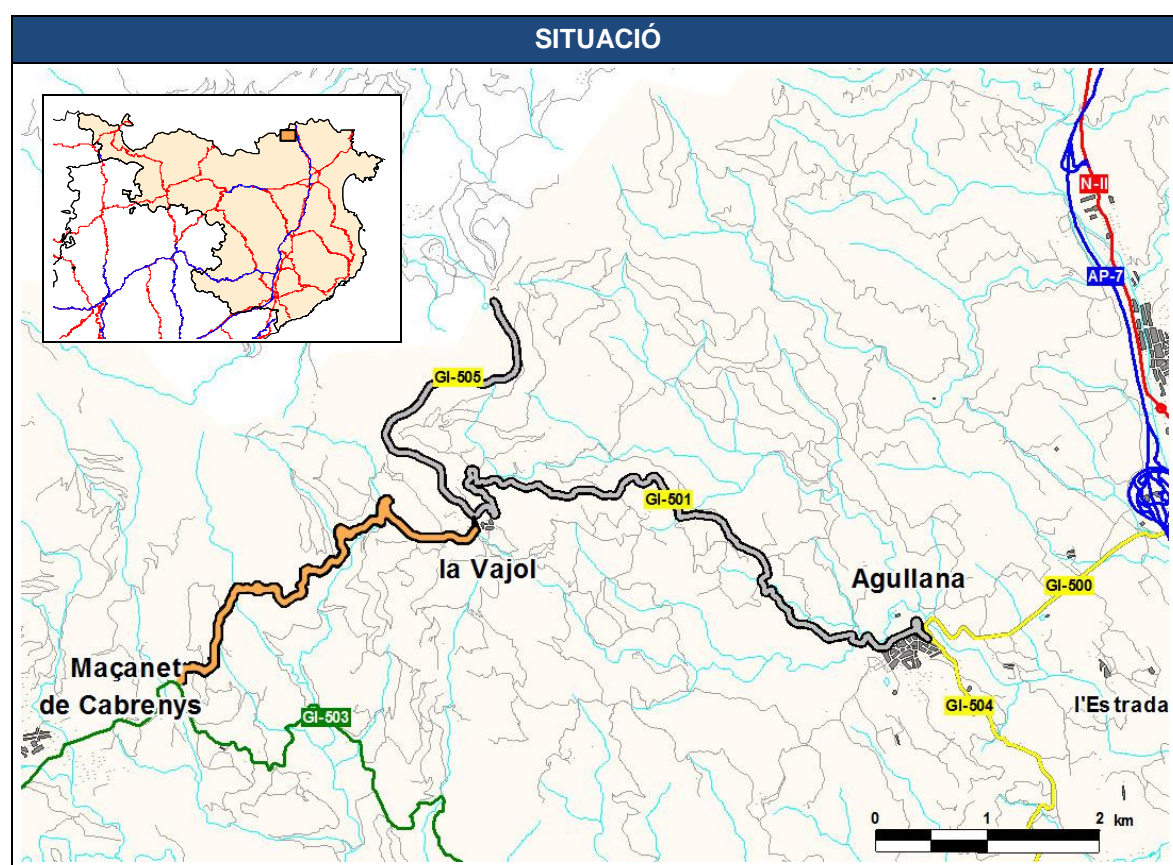 SITUACIÓ
N-II
AP-7
GI-505
GI-501
la Vajol
Agullana
GI-500
Maçanet
de Cabrenys
GI-503
GI-504
l'Estrada
0 1 2 km